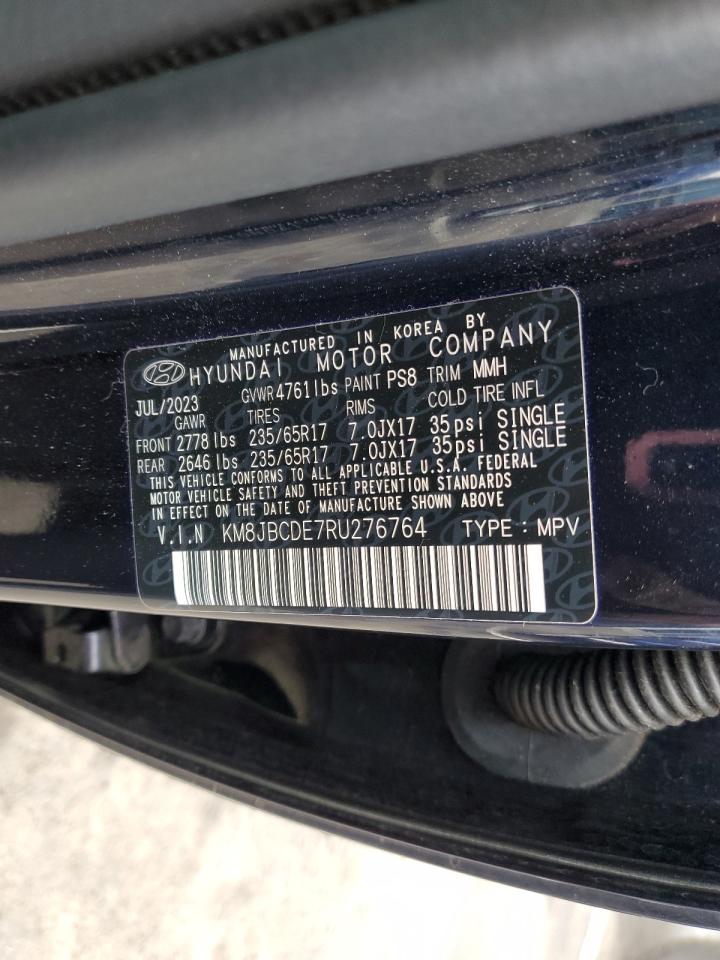 MANUFACTURED IN KOREA BY
HYUNDAI MOTOR COMPANY
JUL/2023 GVWR 4761 lbs PAINT PS8 TRIM MMH
GAWR TIRES RIMS COLD TIRE INFL
FRONT 2778 lbs 235/65R17 7.0JX17 35psi SINGLE
REAR 2646 lbs 235/65R17 7.0JX17 35psi SINGLE
THIS VEHICLE CONFORMS TO ALL APPLICABLE U.S.A. FEDERAL
MOTOR VEHICLE SAFETY AND THEFT PREVENTION STANDARDS
IN EFFECT ON THE DATE OF MANUFACTURE SHOWN ABOVE
V.I.N KM8JBCDE7RU276764 TYPE : MPV